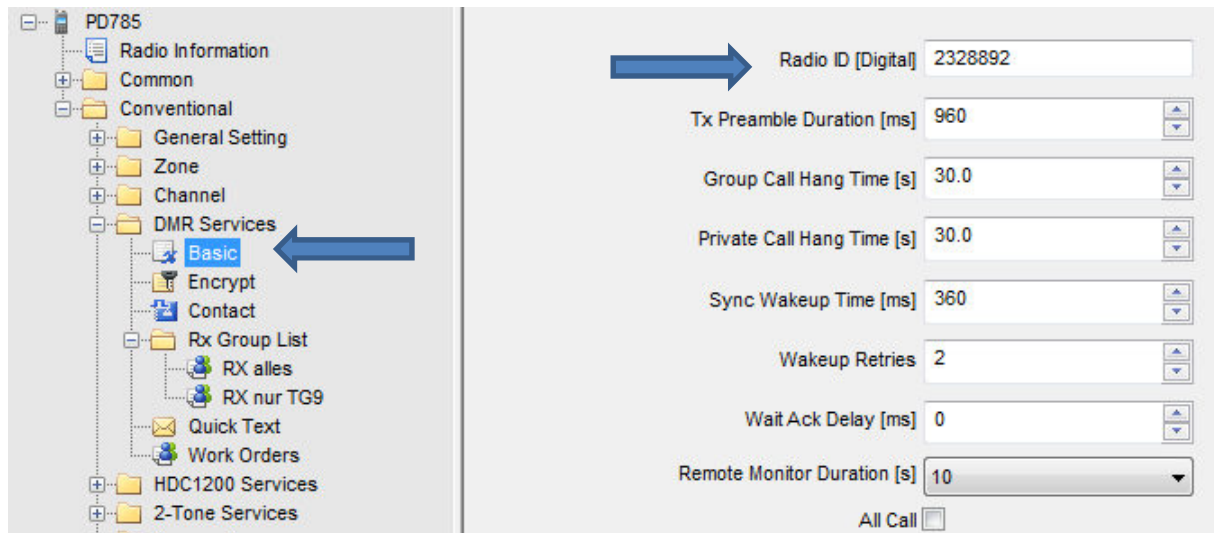 PD785
Radio Information
Common
Conventional
General Setting
Zone
Channel
DMR Services
Basic
Encrypt
Contact
Rx Group List
RX alles
RX nur TG9
Quick Text
Work Orders
HDC1200 Services
2-Tone Services
Radio ID [Digital] 2328892
Tx Preamble Duration [ms] 960
Group Call Hang Time [s] 30.0
Private Call Hang Time [s] 30.0
Sync Wakeup Time [ms] 360
Wakeup Retries 2
Wait Ack Delay [ms] 0
Remote Monitor Duration [s] 10
All Call